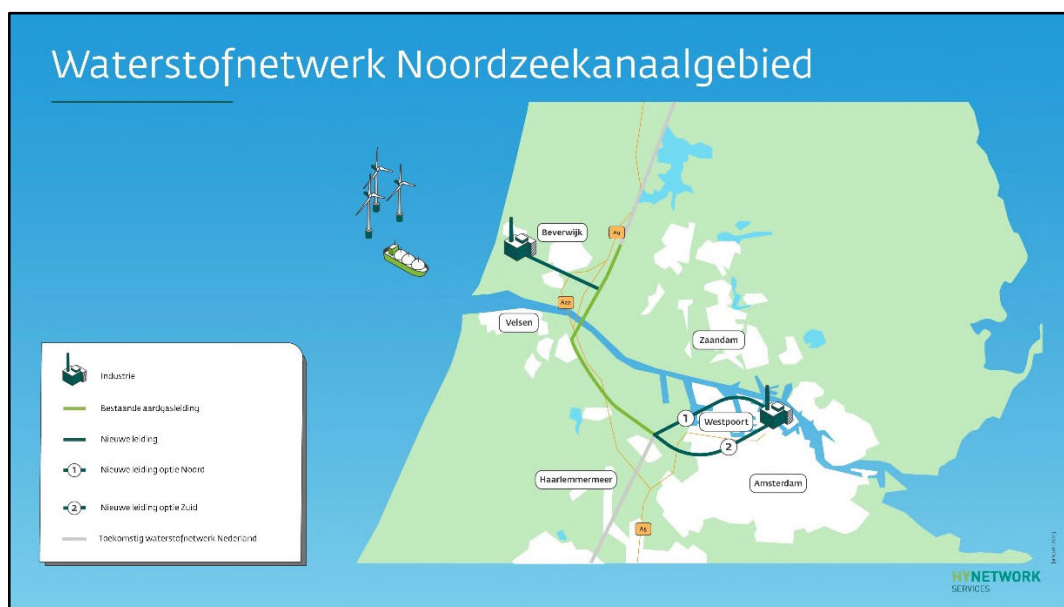 Waterstofnetwerk Noordzeekanaalgebied
A9
Beverwijk
A22
Velsen
Zaandam
1
Westpoort
2
Haarlemmermeer
Amsterdam
A5
Industrie
Bestaande aardgasleiding
Nieuwe leiding
1 Nieuwe leiding optie Noord
2 Nieuwe leiding optie Zuid
Toekomstig waterstofnetwerk Nederland
HYNETWORK
SERVICES